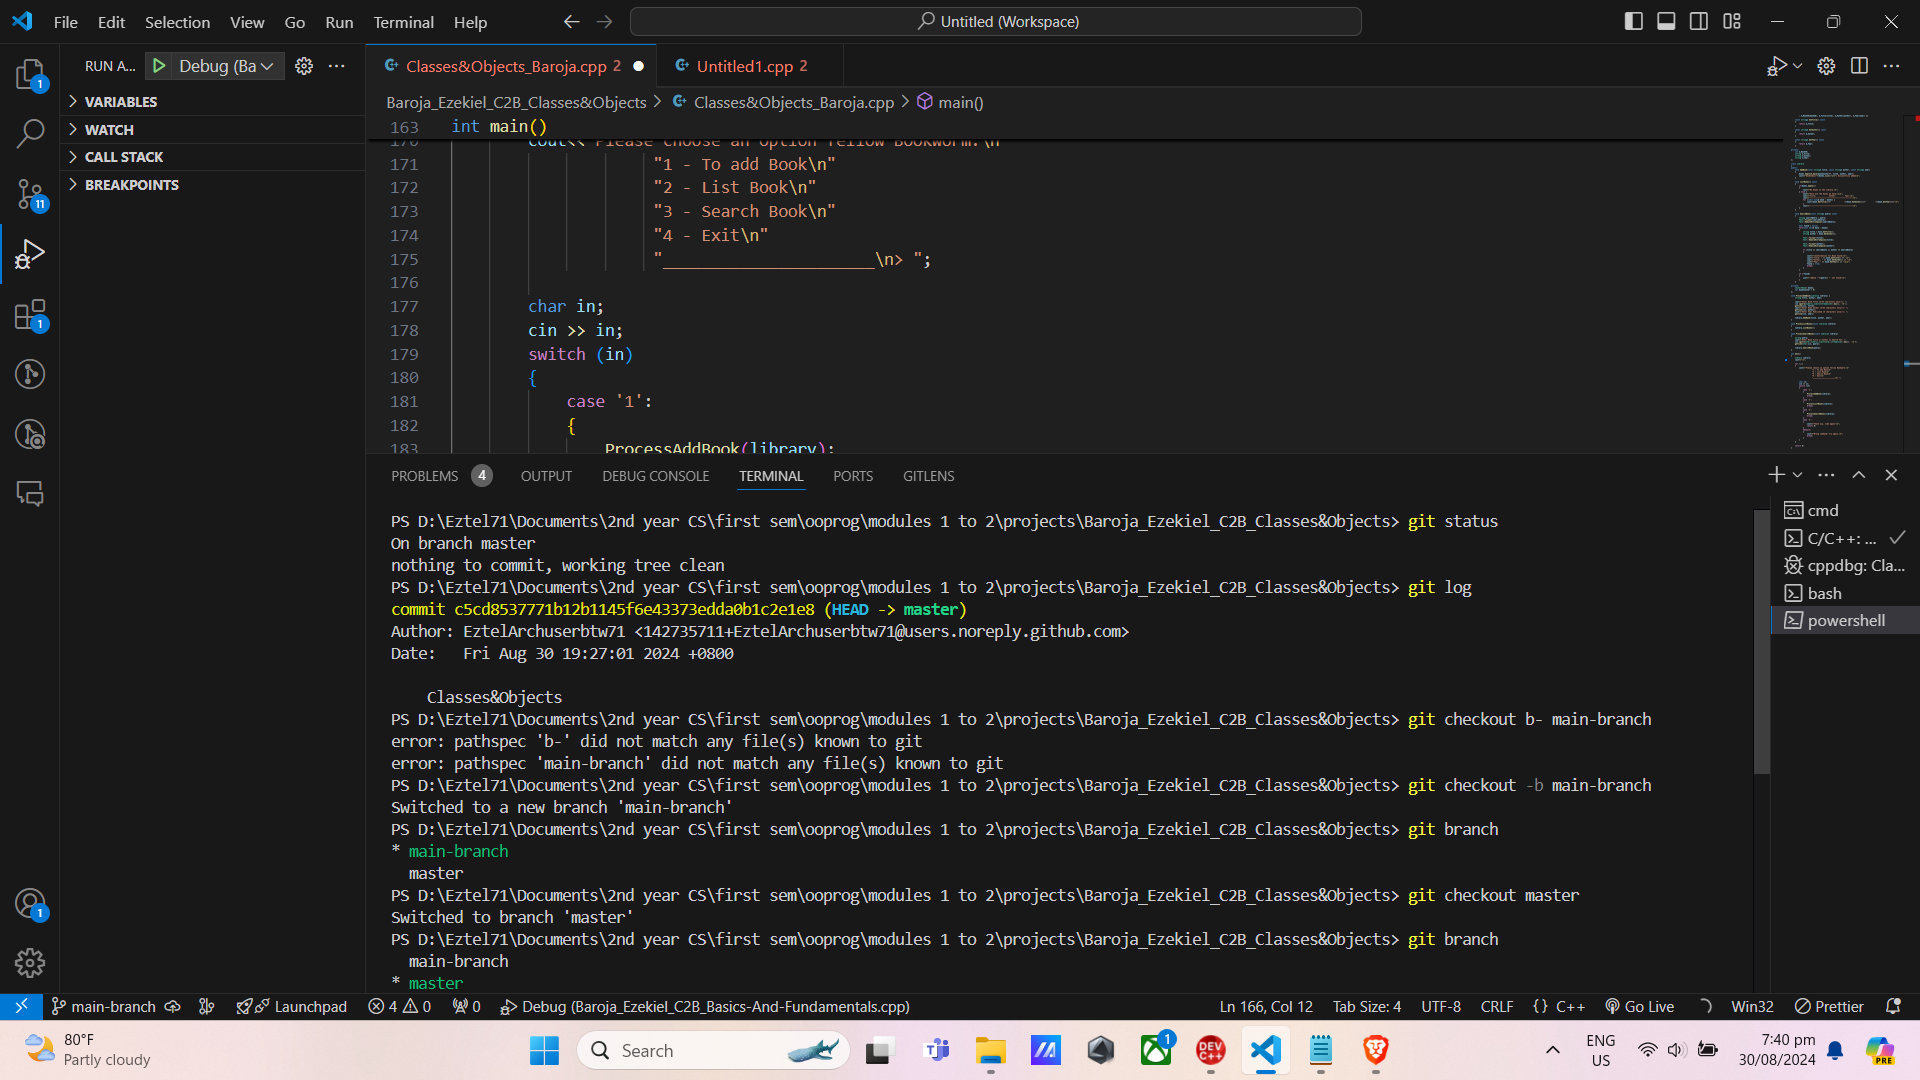 File Edit Selection View Go Run Terminal Help
Untitled (Workspace)
RUN A... Debug (Ba
Classes&Objects_Baroja.cpp 2
Untitled1.cpp 2
VARIABLES
WATCH
CALL STACK
BREAKPOINTS
Baroja_Ezekiel_C2B_Classes&Objects > Classes&Objects_Baroja.cpp > main()
163 int main()
170 cout<< "Please Choose an option fellow Bookworm:\n"
171 "1 - To add Book\n"
172 "2 - List Book\n"
173 "3 - Search Book\n"
174 "4 - Exit\n"
175 "______________________\n> ";
176
177 char in;
178 cin >> in;
179 switch (in)
180 {
181 case '1':
182 {
183 ProcessAddBook(library);
PROBLEMS 4 OUTPUT DEBUG CONSOLE TERMINAL PORTS GITLENS
PS D:\Eztel71\Documents\2nd year CS\first sem\ooprog\modules 1 to 2\projects\Baroja_Ezekiel_C2B_Classes&Objects> git status
On branch master
nothing to commit, working tree clean
PS D:\Eztel71\Documents\2nd year CS\first sem\ooprog\modules 1 to 2\projects\Baroja_Ezekiel_C2B_Classes&Objects> git log
commit c5cd8537771b12b1145f6e43373edda0b1c2e1e8 (HEAD -> master)
Author: EztelArchuserbtw71 <142735711+EztelArchuserbtw71@users.noreply.github.com>
Date:   Fri Aug 30 19:27:01 2024 +0800
Classes&Objects
PS D:\Eztel71\Documents\2nd year CS\first sem\ooprog\modules 1 to 2\projects\Baroja_Ezekiel_C2B_Classes&Objects> git checkout b- main-branch
error: pathspec 'b-' did not match any file(s) known to git
error: pathspec 'main-branch' did not match any file(s) known to git
PS D:\Eztel71\Documents\2nd year CS\first sem\ooprog\modules 1 to 2\projects\Baroja_Ezekiel_C2B_Classes&Objects> git checkout -b main-branch
Switched to a new branch 'main-branch'
PS D:\Eztel71\Documents\2nd year CS\first sem\ooprog\modules 1 to 2\projects\Baroja_Ezekiel_C2B_Classes&Objects> git branch
* main-branch
master
PS D:\Eztel71\Documents\2nd year CS\first sem\ooprog\modules 1 to 2\projects\Baroja_Ezekiel_C2B_Classes&Objects> git checkout master
Switched to branch 'master'
PS D:\Eztel71\Documents\2nd year CS\first sem\ooprog\modules 1 to 2\projects\Baroja_Ezekiel_C2B_Classes&Objects> git branch
main-branch
* master
cmd
C/C++: ...
cppdbg: Cla...
bash
powershell
1
11
1
1
main-branch Launchpad 4 0 0 Debug (Baroja_Ezekiel_C2B_Basics-And-Fundamentals.cpp) Ln 166, Col 12 Tab Size: 4 UTF-8 CRLF {} C++ Go Live Win32 Prettier
80°F
Partly cloudy
Search
DEV C++
1
ENG
US
7:40 pm
30/08/2024
PRE